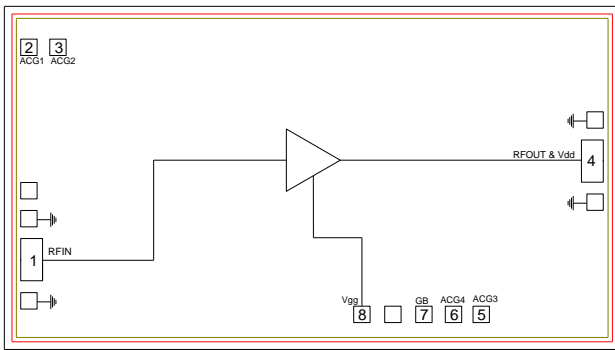 2 3
ACG1 ACG2
RFOUT & Vdd 4
RFIN
1
Vgg GB ACG4 ACG3
8 7 6 5